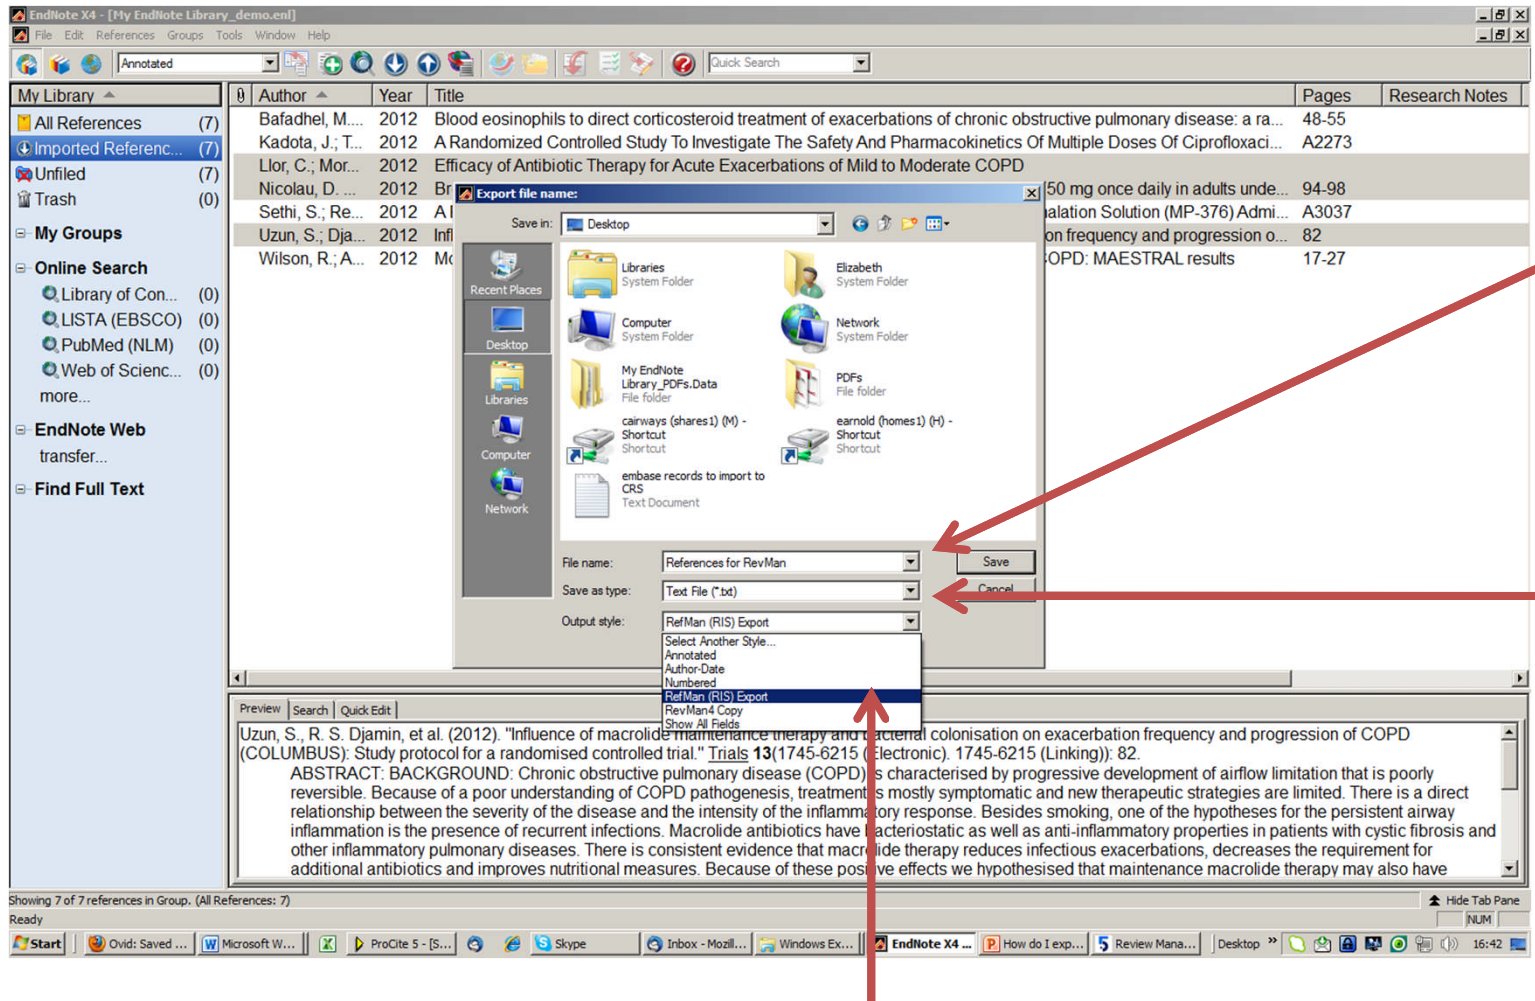 EndNote X4 - [My EndNote Library_demo.enl]
File Edit References Groups Tools Window Help
Annotated Quick Search
My Library
All References (7)
Imported Referenc... (7)
Unfiled (7)
Trash (0)
My Groups
Online Search
Library of Con... (0)
LISTA (EBSCO) (0)
PubMed (NLM) (0)
Web of Scienc... (0)
more...
EndNote Web
transfer...
Find Full Text
Author Year Title Pages Research Notes
Bafadhel, M.... 2012 Blood eosinophils to direct corticosteroid treatment of exacerbations of chronic obstructive pulmonary disease: a ra... 48-55
Kadota, J.; T... 2012 A Randomized Controlled Study To Investigate The Safety And Pharmacokinetics Of Multiple Doses Of Ciprofloxaci... A2273
Llor, C.; Mor... 2012 Efficacy of Antibiotic Therapy for Acute Exacerbations of Mild to Moderate COPD
Nicolau, D. ... 2012 Br 50 mg once daily in adults unde... 94-98
Sethi, S.; Re... 2012 A halation Solution (MP-376) Admi... A3037
Uzun, S.; Dja... 2012 Infl on frequency and progression o... 82
Wilson, R.; A... 2012 Mo OPD: MAESTRAL results 17-27
Export file name:
Save in: Desktop
Recent Places
Desktop
Libraries
Computer
Network
Libraries
System Folder
Elizabeth
System Folder
Computer
System Folder
Network
System Folder
My EndNote
Library_PDFs.Data
File folder
PDFs
File folder
cairways (shares1) (M) -
Shortcut
Shortcut
earnold (homes1) (H) -
Shortcut
Shortcut
embase records to import to
CRS
Text Document
File name: References for RevMan Save
Save as type: Text File (*.txt) Cancel
Output style: RefMan (RIS) Export
Select Another Style...
Annotated
Author-Date
Numbered
RefMan (RIS) Export
RevMan4 Copy
Show All Fields
Preview Search Quick Edit
Uzun, S., R. S. Djamin, et al. (2012). "Influence of macrolide maintenance therapy and bacterial colonisation on exacerbation frequency and progression of COPD
(COLUMBUS): Study protocol for a randomised controlled trial." Trials 13(1745-6215 (Electronic). 1745-6215 (Linking)): 82.
ABSTRACT: BACKGROUND: Chronic obstructive pulmonary disease (COPD) is characterised by progressive development of airflow limitation that is poorly
reversible. Because of a poor understanding of COPD pathogenesis, treatment is mostly symptomatic and new therapeutic strategies are limited. There is a direct
relationship between the severity of the disease and the intensity of the inflammatory response. Besides smoking, one of the hypotheses for the persistent airway
inflammation is the presence of recurrent infections. Macrolide antibiotics have bacteriostatic as well as anti-inflammatory properties in patients with cystic fibrosis and
other inflammatory pulmonary diseases. There is consistent evidence that macrolide therapy reduces infectious exacerbations, decreases the requirement for
additional antibiotics and improves nutritional measures. Because of these positive effects we hypothesised that maintenance macrolide therapy may also have
Showing 7 of 7 references in Group. (All References: 7) Hide Tab Pane
Ready NUM
Start Ovid: Saved ... Microsoft W... ProCite 5 - [S... Skype Inbox - Mozill... Windows Ex... EndNote X4 ... How do I exp... Review Mana... Desktop » 16:42